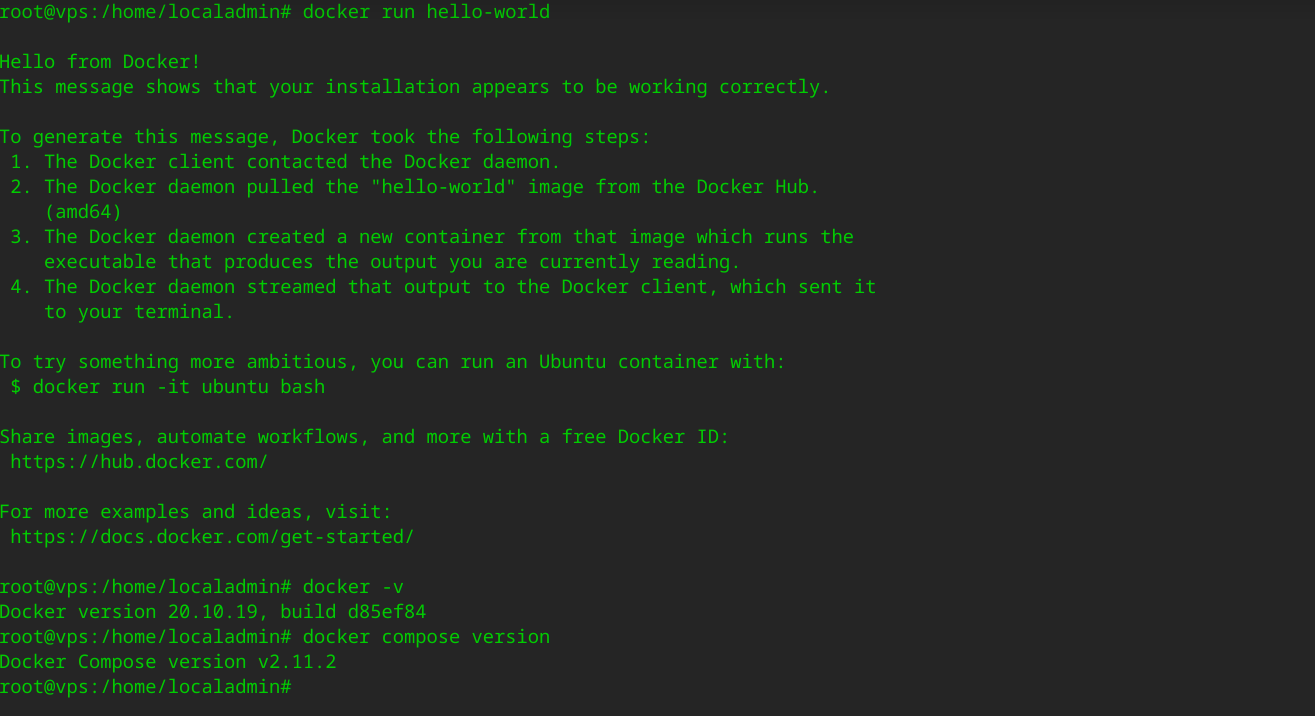 root@vps:/home/localadmin# docker run hello-world
Hello from Docker!
This message shows that your installation appears to be working correctly.
To generate this message, Docker took the following steps:
1. The Docker client contacted the Docker daemon.
2. The Docker daemon pulled the "hello-world" image from the Docker Hub.
(amd64)
3. The Docker daemon created a new container from that image which runs the
executable that produces the output you are currently reading.
4. The Docker daemon streamed that output to the Docker client, which sent it
to your terminal.
To try something more ambitious, you can run an Ubuntu container with:
$ docker run -it ubuntu bash
Share images, automate workflows, and more with a free Docker ID:
https://hub.docker.com/
For more examples and ideas, visit:
https://docs.docker.com/get-started/
root@vps:/home/localadmin# docker -v
Docker version 20.10.19, build d85ef84
root@vps:/home/localadmin# docker compose version
Docker Compose version v2.11.2
root@vps:/home/localadmin#